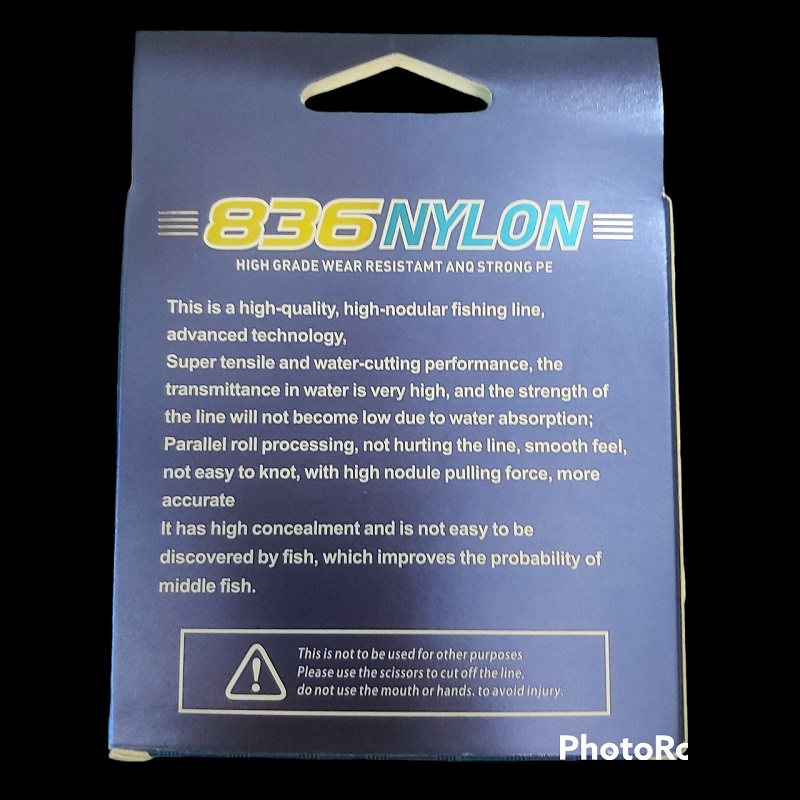 836 NYLON
HIGH GRADE WEAR RESISTAMT ANQ STRONG PE
This is a high-quality, high-nodular fishing line,
advanced technology,
Super tensile and water-cutting performance, the
transmittance in water is very high, and the strength of
the line will not become low due to water absorption;
Parallel roll processing, not hurting the line, smooth feel,
not easy to knot, with high nodule pulling force, more
accurate
It has high concealment and is not easy to be
discovered by fish, which improves the probability of
middle fish.
This is not to be used for other purposes
Please use the scissors to cut off the line,
do not use the mouth or hands. to avoid injury.
PhotoRo